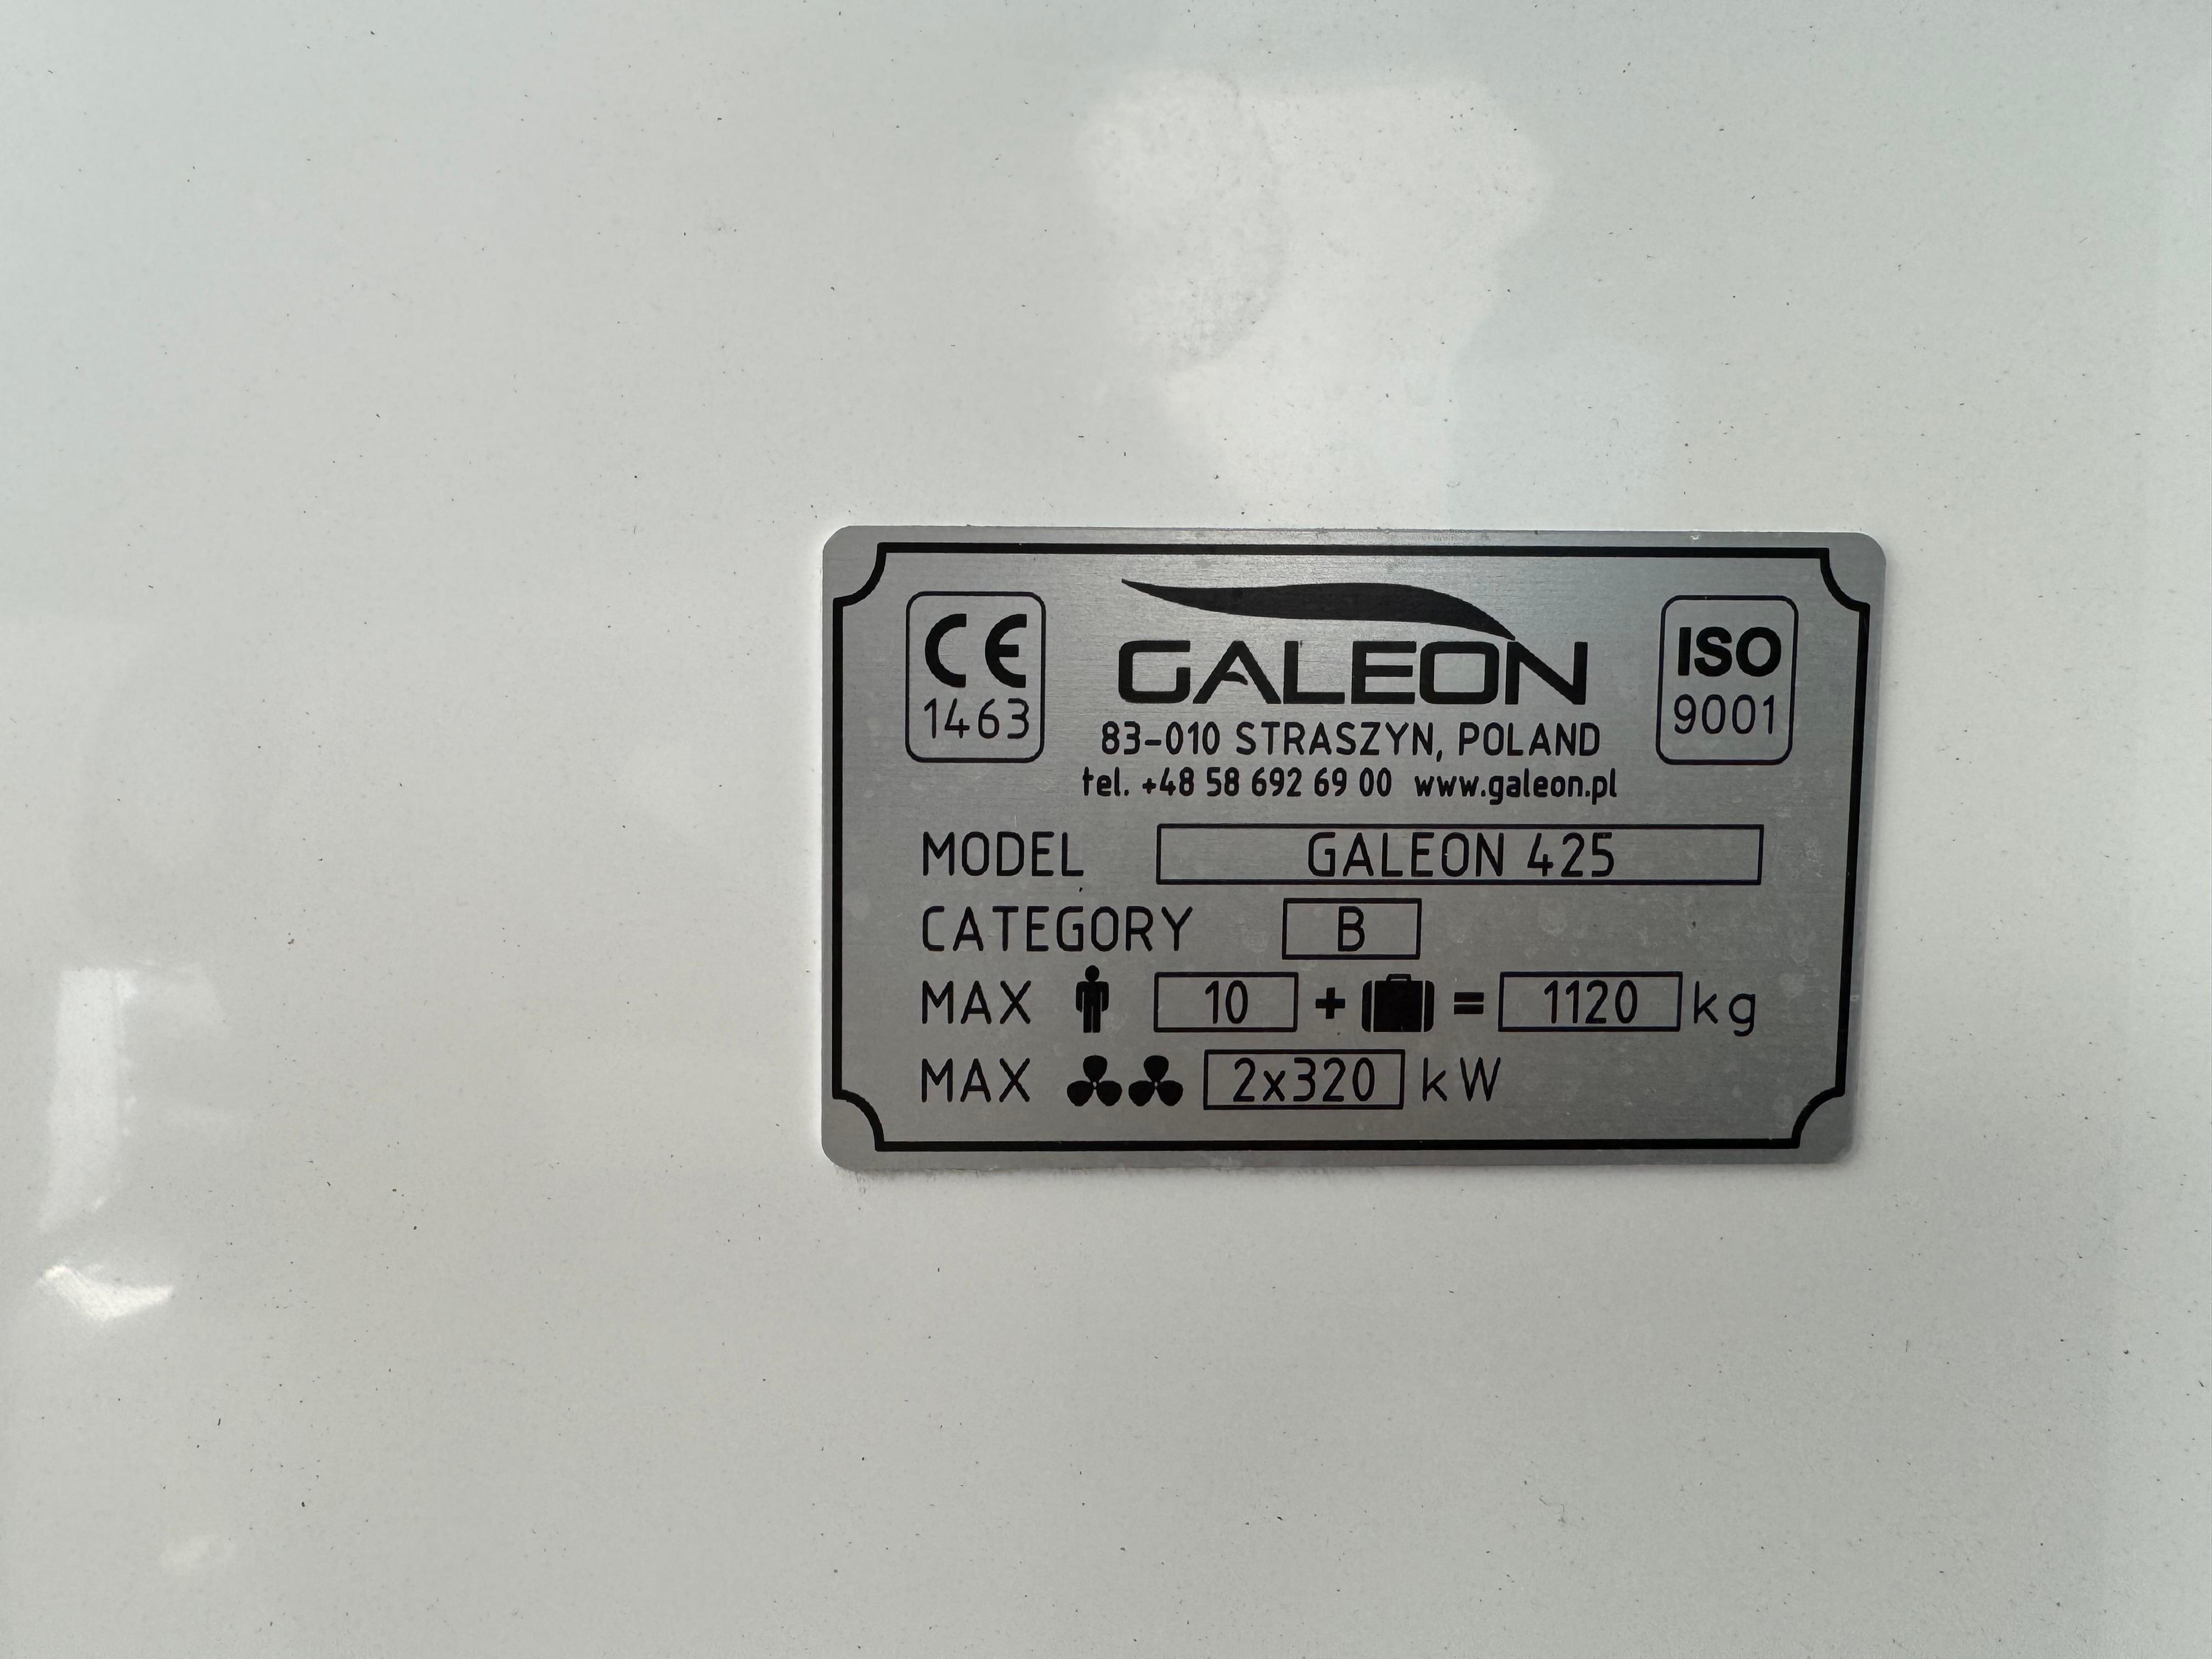 CE
1463
GALEON
83-010 STRASZYN, POLAND
tel. +48 58 692 69 00 www.galeon.pl
ISO
9001
MODEL GALEON 425
CATEGORY B
MAX 10 + = 1120 kg
MAX 2x320 kW